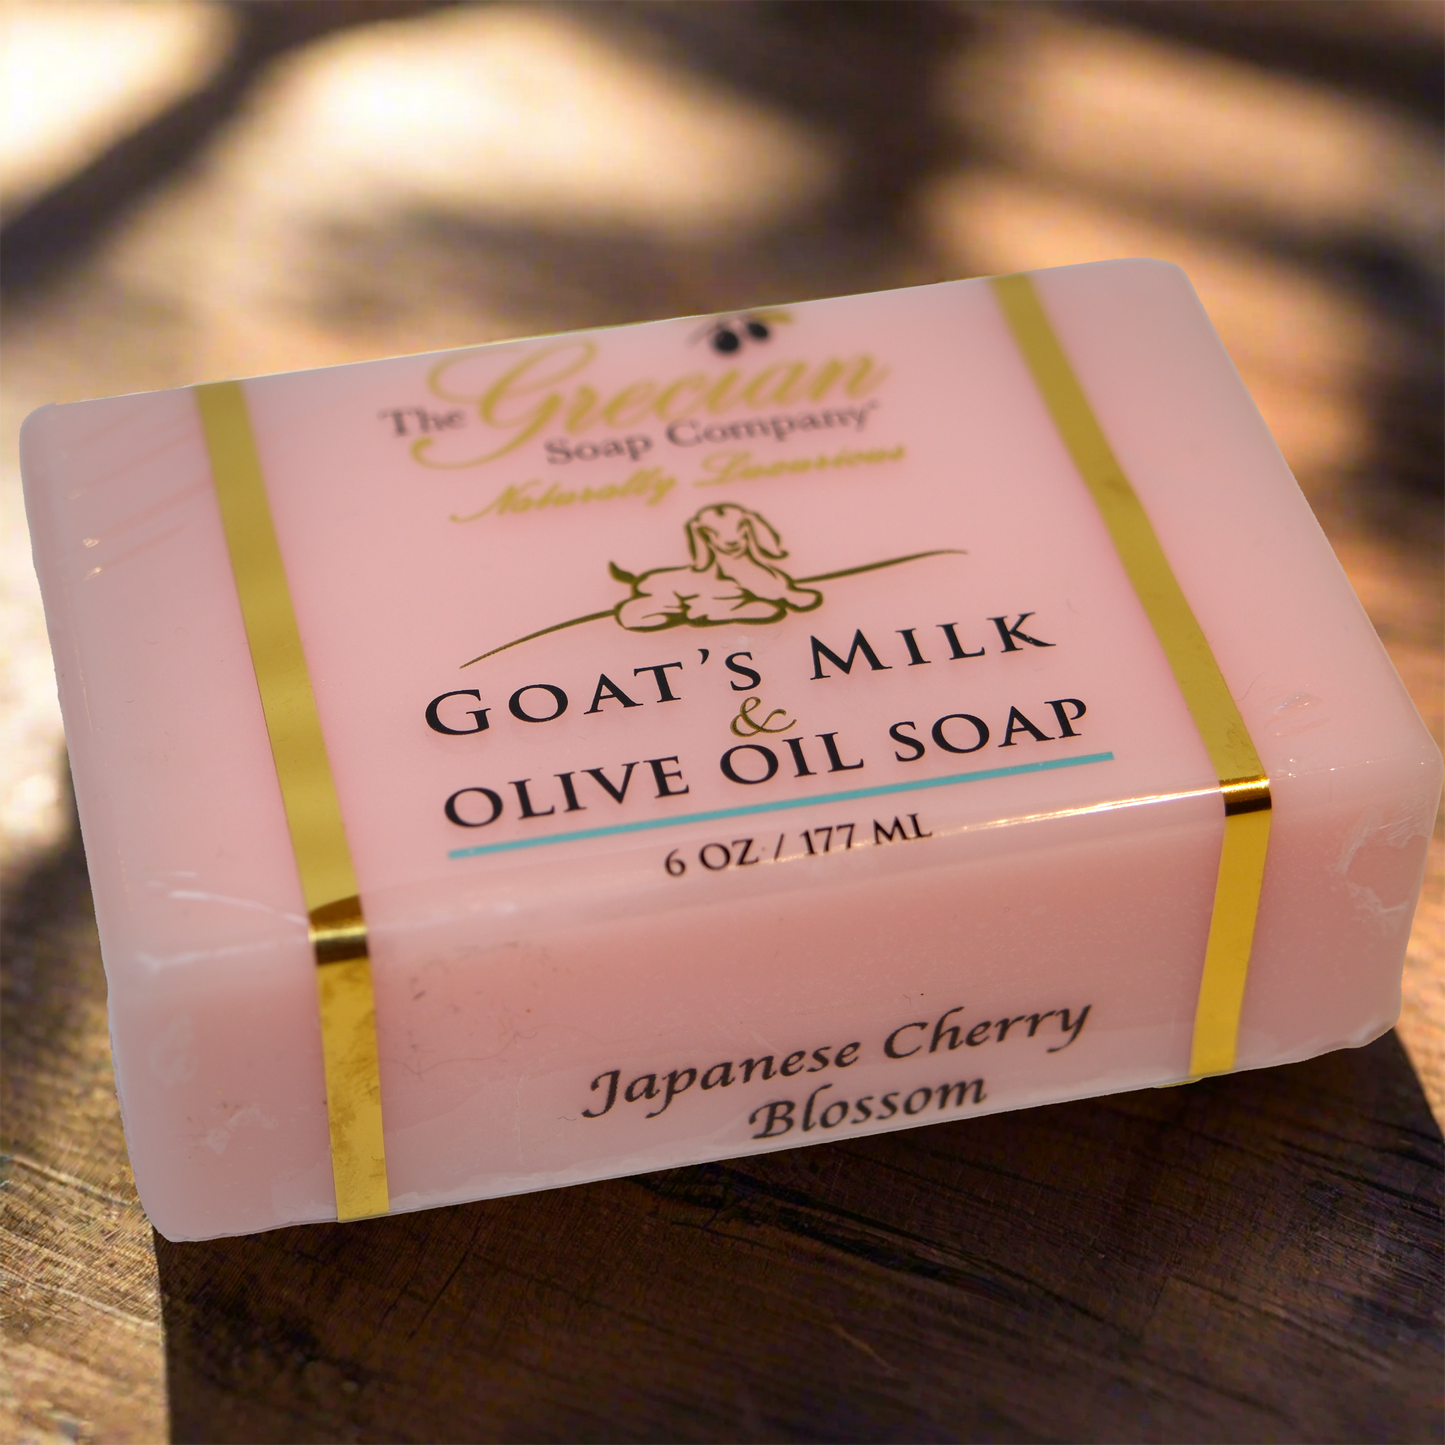 The Grecian
Soap Company
Naturally Luxurious
GOAT'S MILK
&
OLIVE OIL SOAP
6 OZ / 177 ML
Japanese Cherry
Blossom